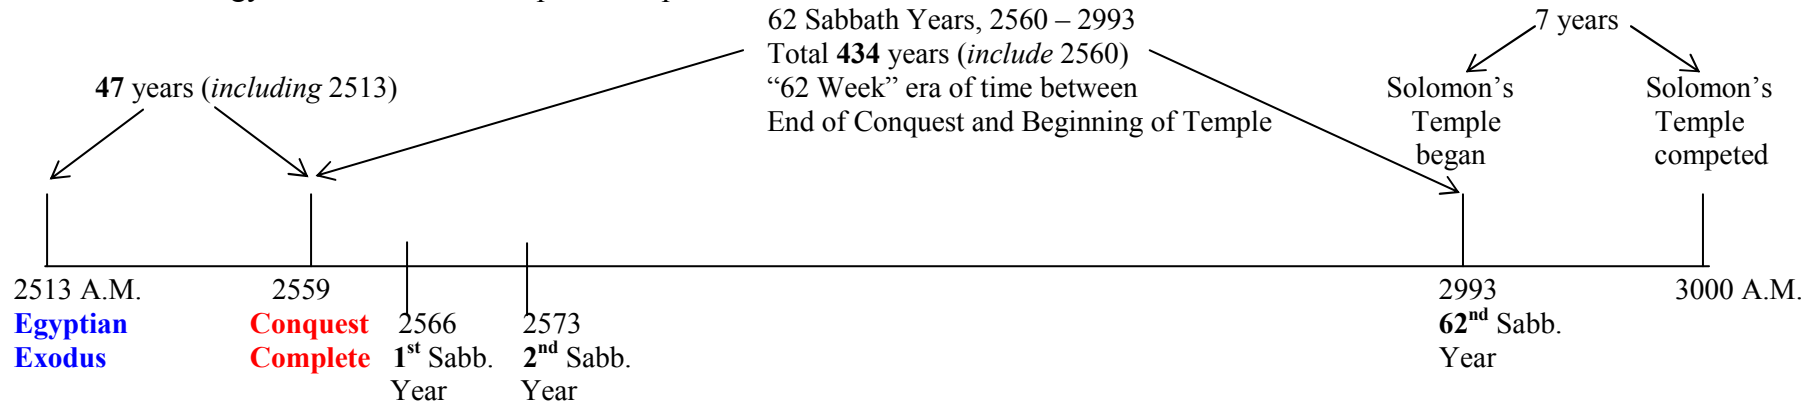 62 Sabbath Years, 2560 – 2993
Total 434 years (include 2560)
“62 Week” era of time between
End of Conquest and Beginning of Temple
7 years
47 years (including 2513)
Solomon’s
Temple
began
Solomon’s
Temple
competed
2513 A.M.
Egyptian
Exodus
2559
Conquest
Complete
2566
1st Sabb.
Year
2573
2nd Sabb.
Year
2993
62nd Sabb.
Year
3000 A.M.